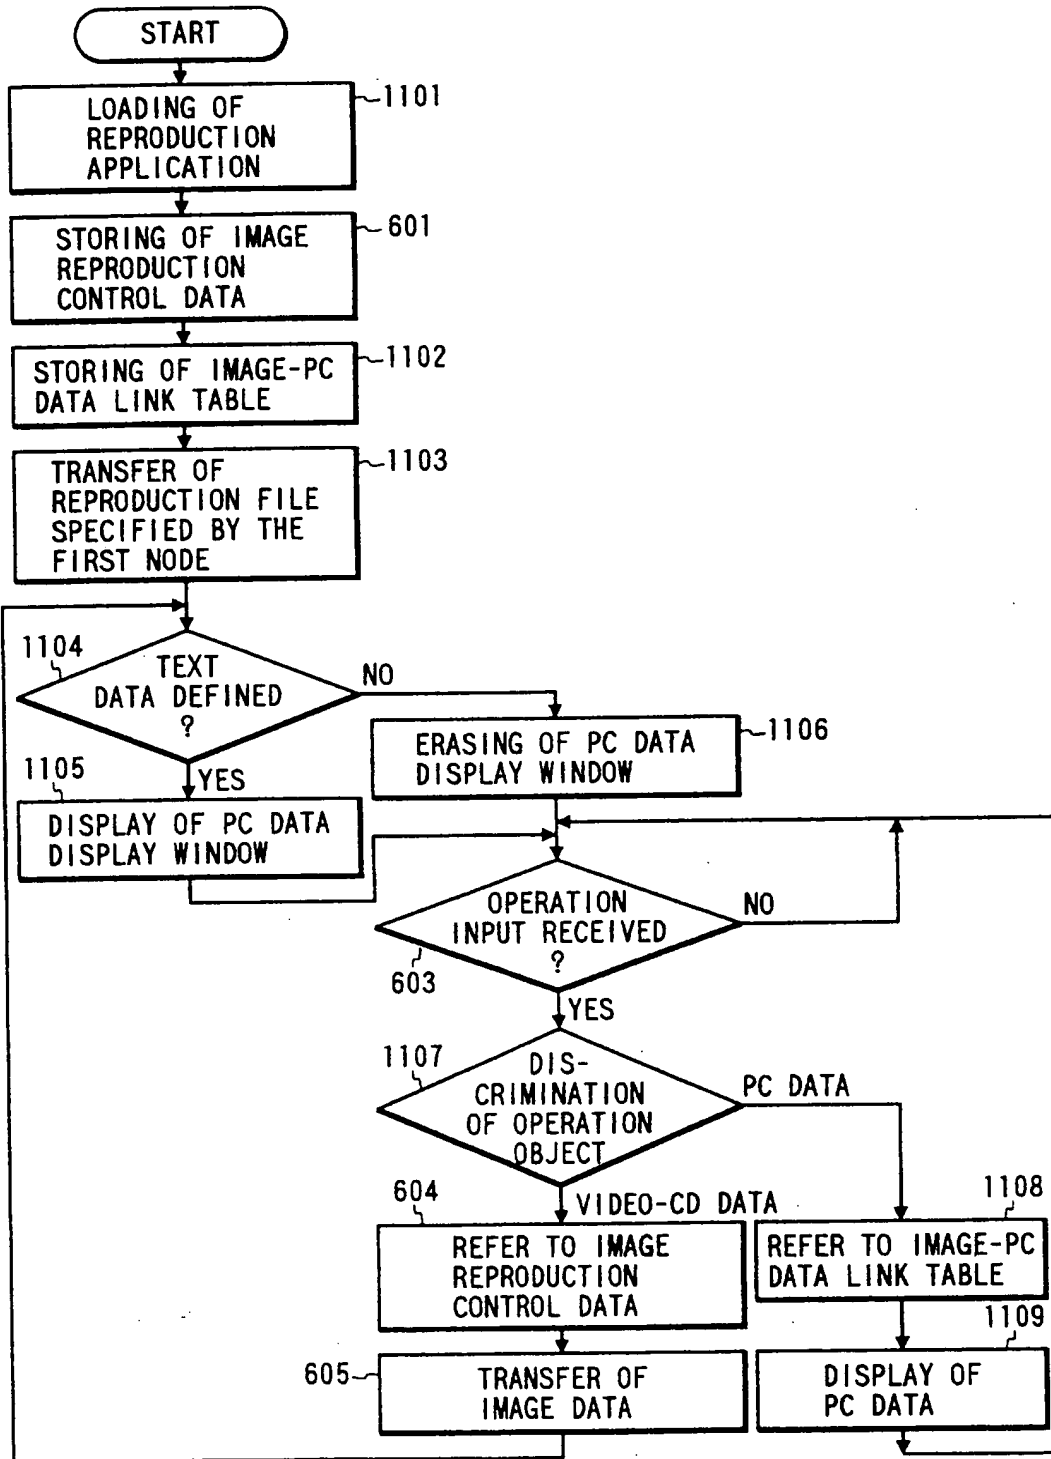 START
1101
LOADING OF
REPRODUCTION
APPLICATION
601
STORING OF IMAGE
REPRODUCTION
CONTROL DATA
1102
STORING OF IMAGE-PC
DATA LINK TABLE
1103
TRANSFER OF
REPRODUCTION FILE
SPECIFIED BY THE
FIRST NODE
1104
TEXT
DATA DEFINED
?
NO
YES
1106
ERASING OF PC DATA
DISPLAY WINDOW
1105
DISPLAY OF PC DATA
DISPLAY WINDOW
OPERATION
INPUT RECEIVED
?
NO
603
YES
1107
DIS-
CRIMINATION
OF OPERATION
OBJECT
PC DATA
VIDEO-CD DATA
604
REFER TO IMAGE
REPRODUCTION
CONTROL DATA
1108
REFER TO IMAGE-PC
DATA LINK TABLE
605
TRANSFER OF
IMAGE DATA
1109
DISPLAY OF
PC DATA